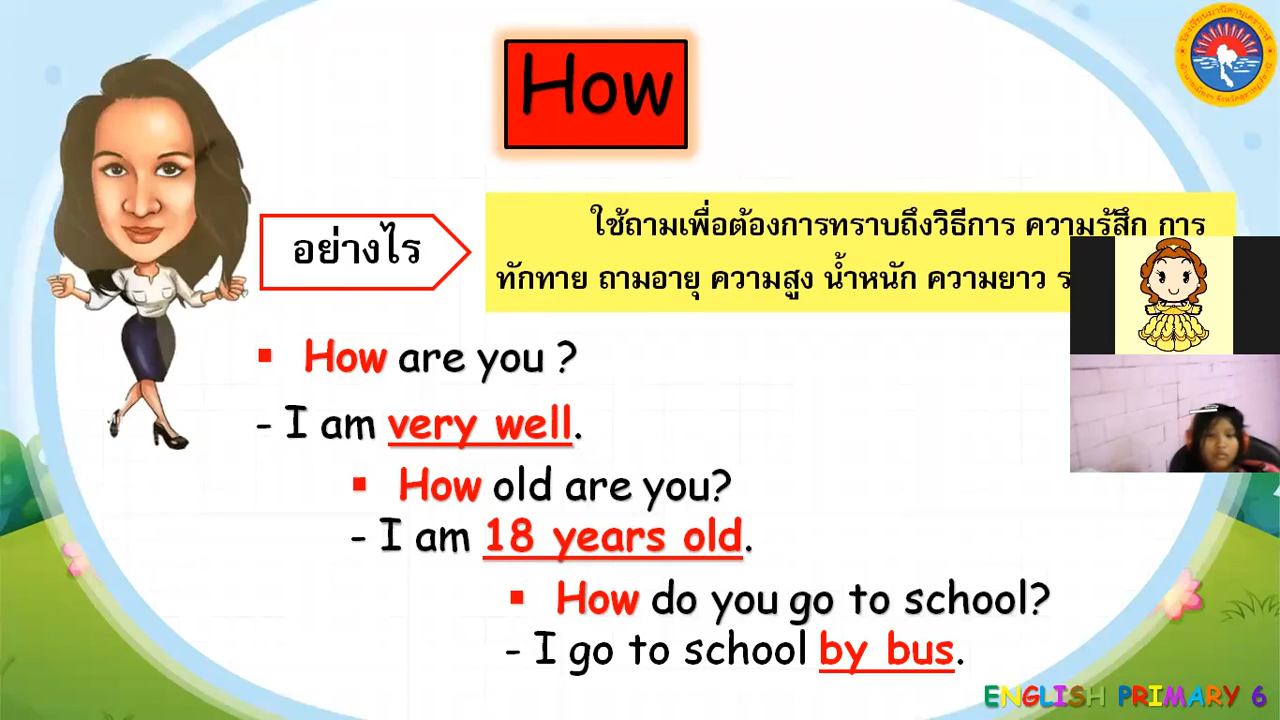 How
อย่างไร
ใช้ถามเพื่อต้องการทราบถึงวิธีการ ความรู้สึก การ
ทักทาย ถามอายุ ความสูง น้ำหนัก ความยาว
How are you ?
- I am very well.
How old are you?
- I am 18 years old.
How do you go to school?
- I go to school by bus.
ENGLISH PRIMARY 6